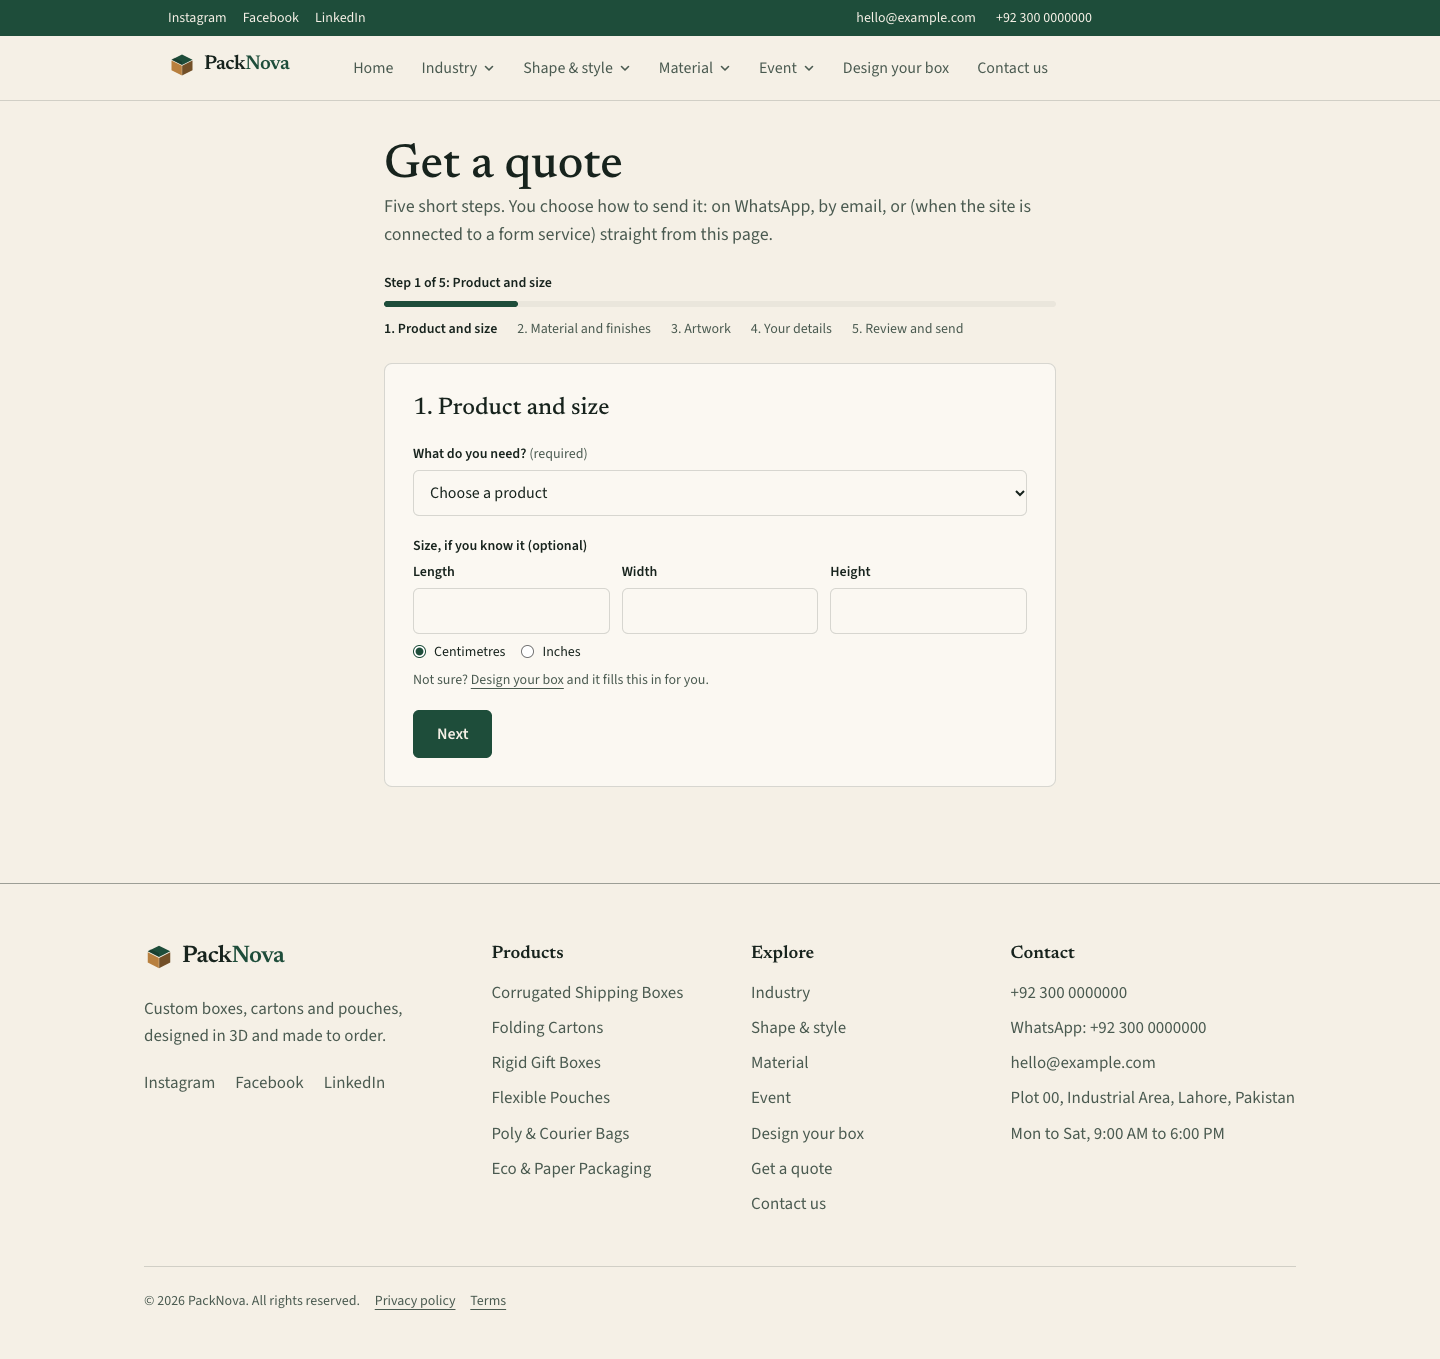 Instagram Facebook LinkedIn hello@example.com +92 300 0000000
PackNova Home Industry Shape & style Material Event Design your box Contact us
Get a quote
Five short steps. You choose how to send it: on WhatsApp, by email, or (when the site is
connected to a form service) straight from this page.
Step 1 of 5: Product and size
1. Product and size 2. Material and finishes 3. Artwork 4. Your details 5. Review and send
1. Product and size
What do you need? (required)
Choose a product
Size, if you know it (optional)
Length Width Height
Centimetres Inches
Not sure? Design your box and it fills this in for you.
Next
PackNova
Custom boxes, cartons and pouches,
designed in 3D and made to order.
Instagram Facebook LinkedIn
Products
Corrugated Shipping Boxes
Folding Cartons
Rigid Gift Boxes
Flexible Pouches
Poly & Courier Bags
Eco & Paper Packaging
Explore
Industry
Shape & style
Material
Event
Design your box
Get a quote
Contact us
Contact
+92 300 0000000
WhatsApp: +92 300 0000000
hello@example.com
Plot 00, Industrial Area, Lahore, Pakistan
Mon to Sat, 9:00 AM to 6:00 PM
© 2026 PackNova. All rights reserved. Privacy policy Terms